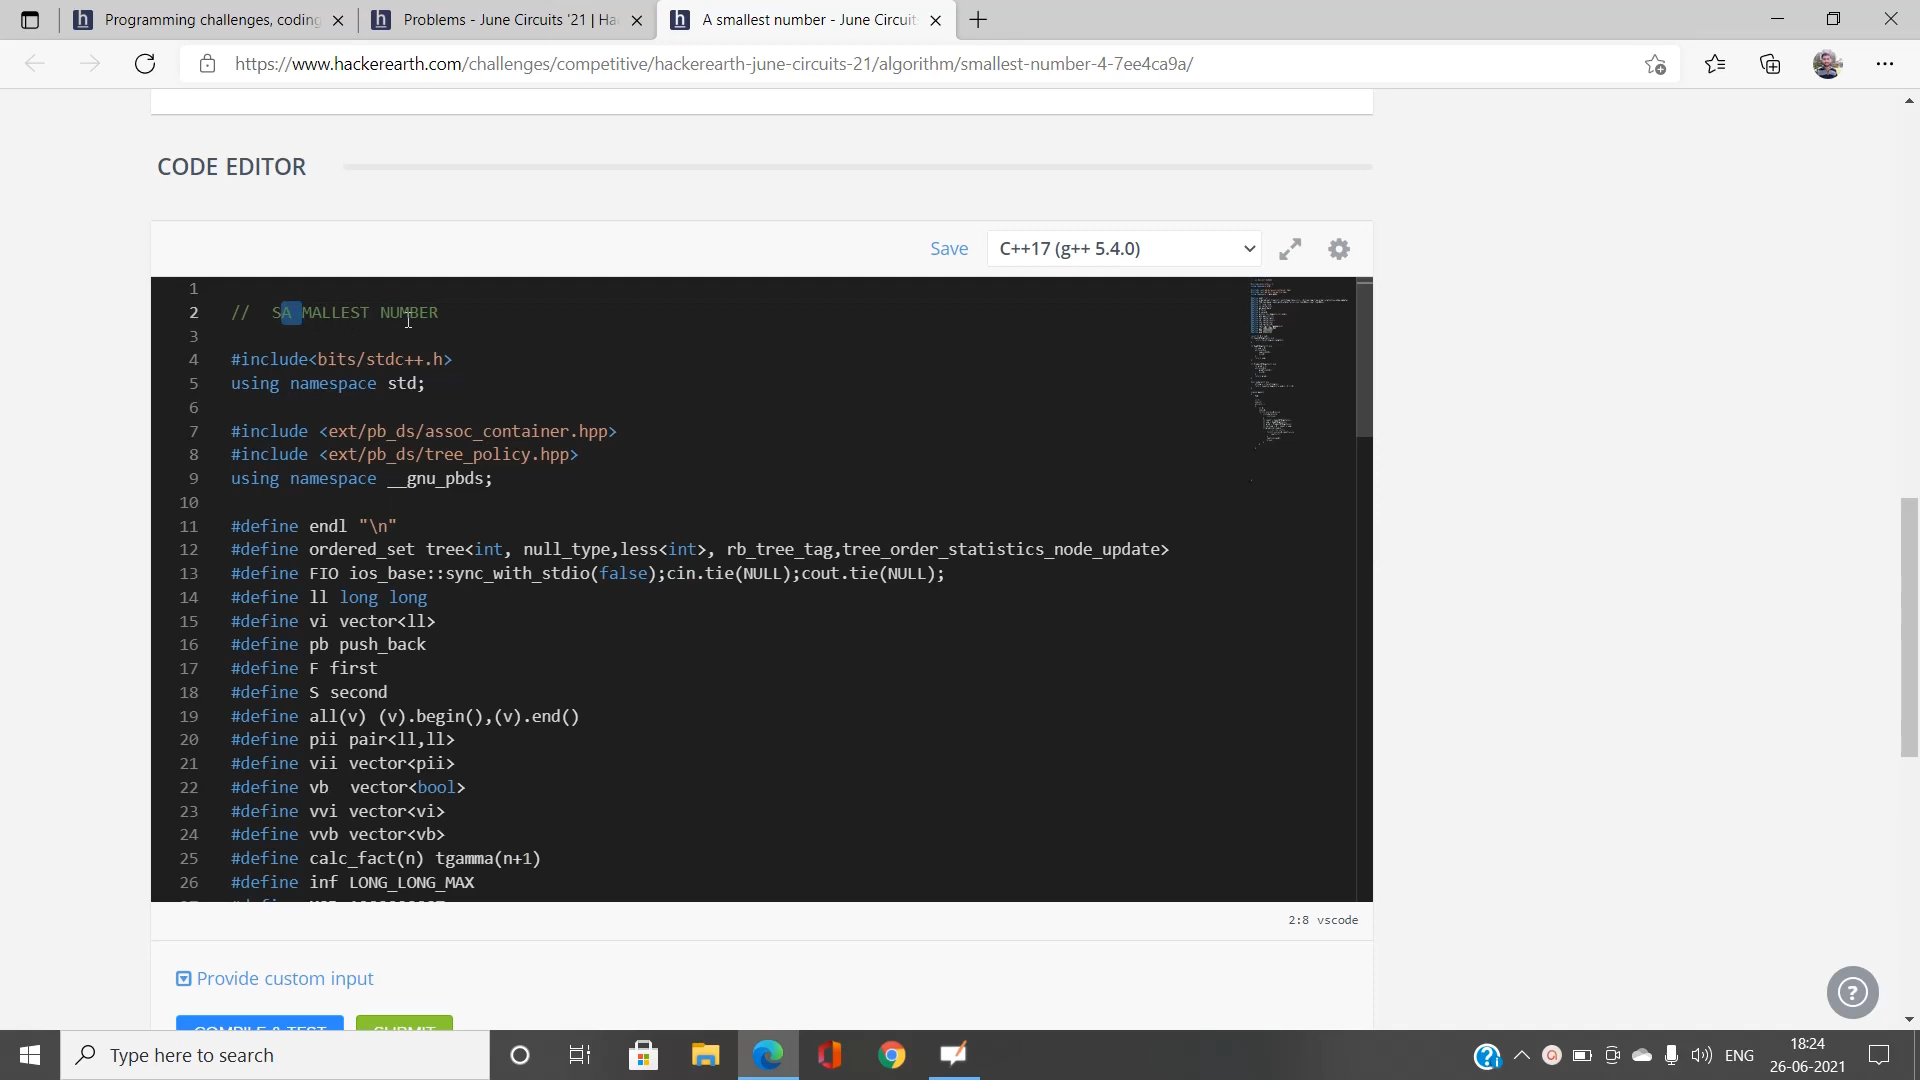 Programming challenges, coding
Problems - June Circuits '21 | Ha
A smallest number - June Circuit
https://www.hackerearth.com/challenges/competitive/hackerearth-june-circuits-21/algorithm/smallest-number-4-7ee4ca9a/
CODE EDITOR
Save
C++17 (g++ 5.4.0)
1
2 // SA MALLEST NUMBER
3
4 #include<bits/stdc++.h>
5 using namespace std;
6
7 #include <ext/pb_ds/assoc_container.hpp>
8 #include <ext/pb_ds/tree_policy.hpp>
9 using namespace __gnu_pbds;
10
11 #define endl "\n"
12 #define ordered_set tree<int, null_type,less<int>, rb_tree_tag,tree_order_statistics_node_update>
13 #define FIO ios_base::sync_with_stdio(false);cin.tie(NULL);cout.tie(NULL);
14 #define ll long long
15 #define vi vector<ll>
16 #define pb push_back
17 #define F first
18 #define S second
19 #define all(v) (v).begin(),(v).end()
20 #define pii pair<ll,ll>
21 #define vii vector<pii>
22 #define vb  vector<bool>
23 #define vvi vector<vi>
24 #define vvb vector<vb>
25 #define calc_fact(n) tgamma(n+1)
26 #define inf LONG_LONG_MAX
2:8 vscode
Provide custom input
COMPILE & TEST
SUBMIT
Type here to search
ENG
18:24
26-06-2021